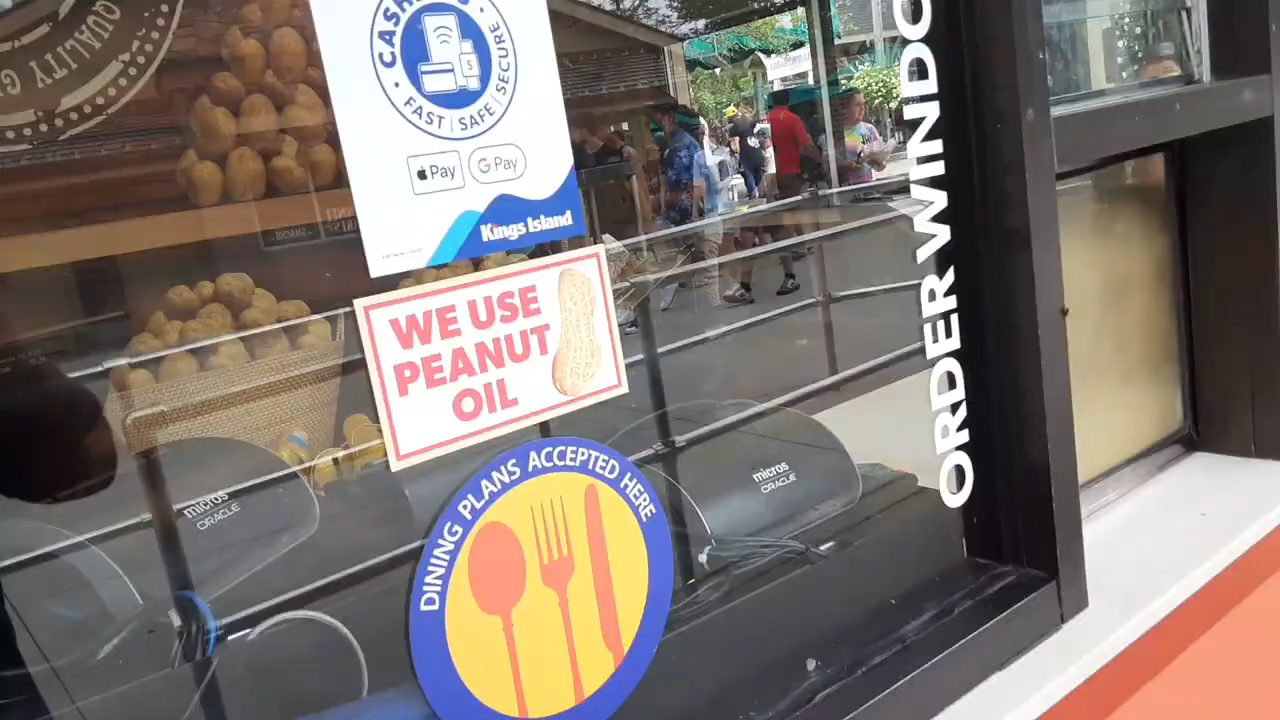 QUALITY
CASHLESS
FAST | SAFE | SECURE
Pay
G Pay
Kings Island
WE USE
PEANUT
OIL
DINING PLANS ACCEPTED HERE
micros
ORACLE
micros
ORACLE
ORDER WINDO